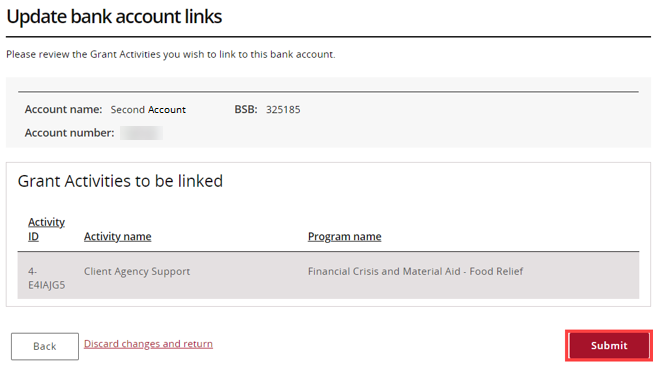 Update bank account links
Please review the Grant Activities you wish to link to this bank account.
Account name: Second Account BSB: 325185
Account number:
Grant Activities to be linked
Activity
ID Activity name Program name
4- Client Agency Support Financial Crisis and Material Aid - Food Relief
E4IAJG5
Back Discard changes and return Submit